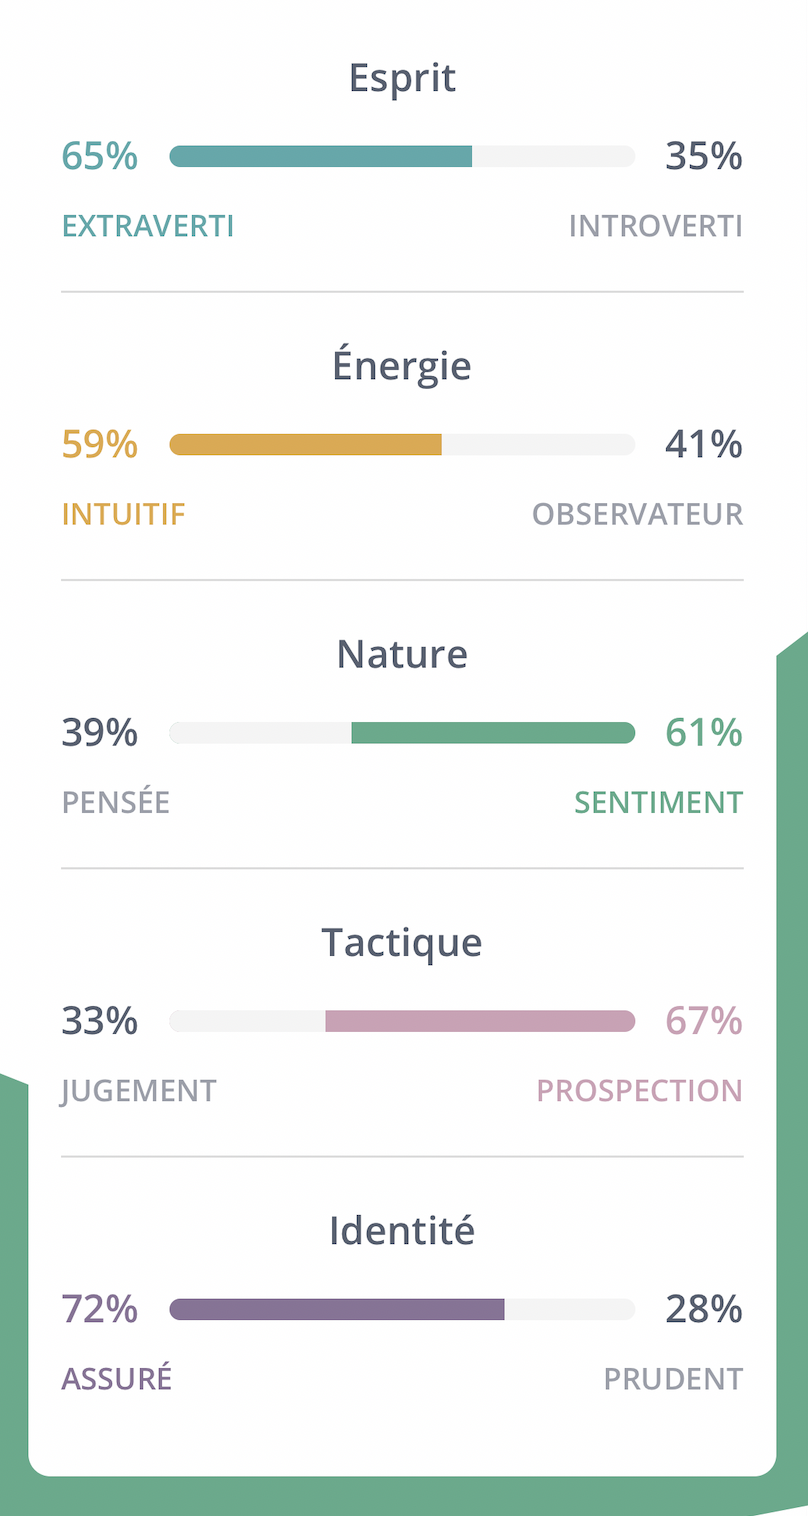 Esprit
65% 35%
EXTRAVERTI INTROVERTI
Énergie
59% 41%
INTUITIF OBSERVATEUR
Nature
39% 61%
PENSÉE SENTIMENT
Tactique
33% 67%
JUGEMENT PROSPECTION
Identité
72% 28%
ASSURÉ PRUDENT